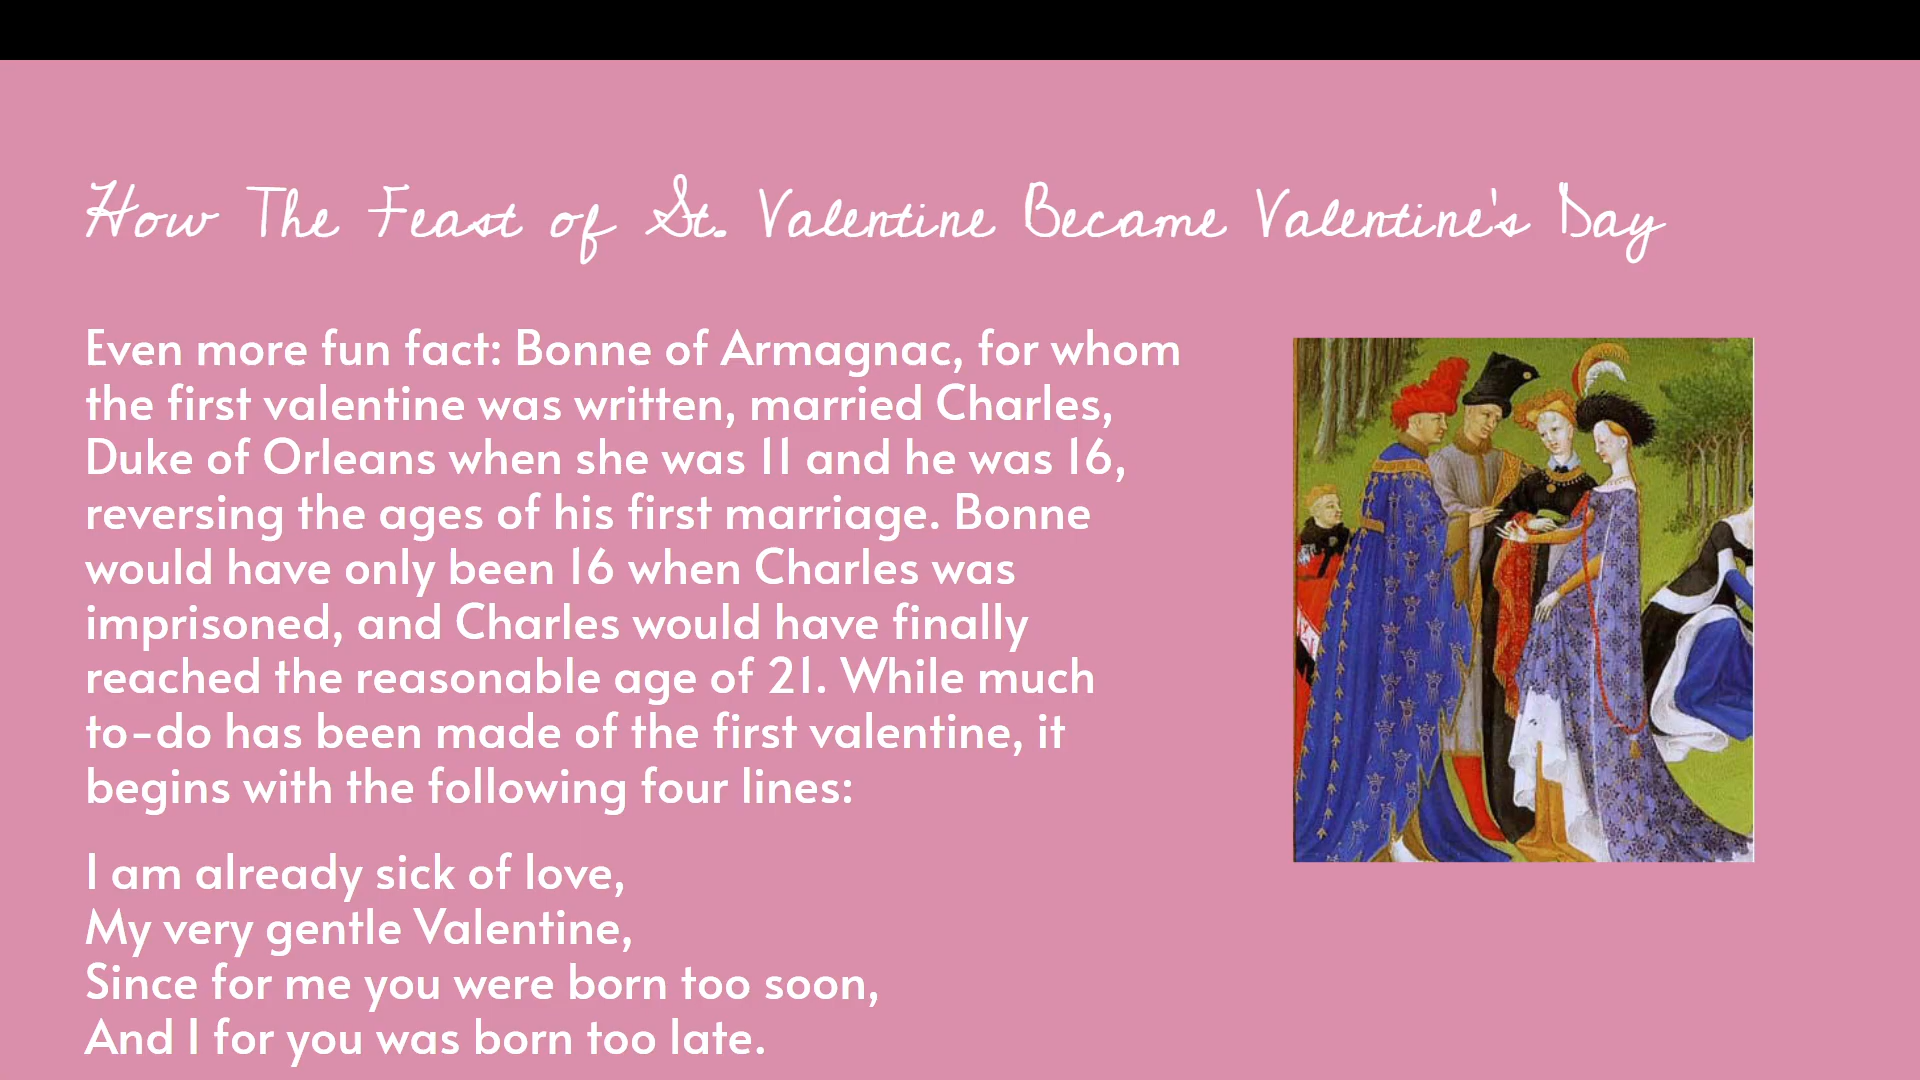 How The Feast of St. Valentine Became Valentine's Day
Even more fun fact: Bonne of Armagnac, for whom
the first valentine was written, married Charles,
Duke of Orleans when she was 11 and he was 16,
reversing the ages of his first marriage. Bonne
would have only been 16 when Charles was
imprisoned, and Charles would have finally
reached the reasonable age of 21. While much
to-do has been made of the first valentine, it
begins with the following four lines:
I am already sick of love,
My very gentle Valentine,
Since for me you were born too soon,
And I for you was born too late.